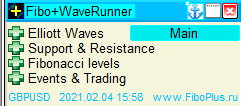 Fibo+WaveRunner
Elliott Waves Main
Support & Resistance
Fibonacci levels
Events & Trading
GBPUSD 2021.02.04 15:58 www.FiboPlus.ru